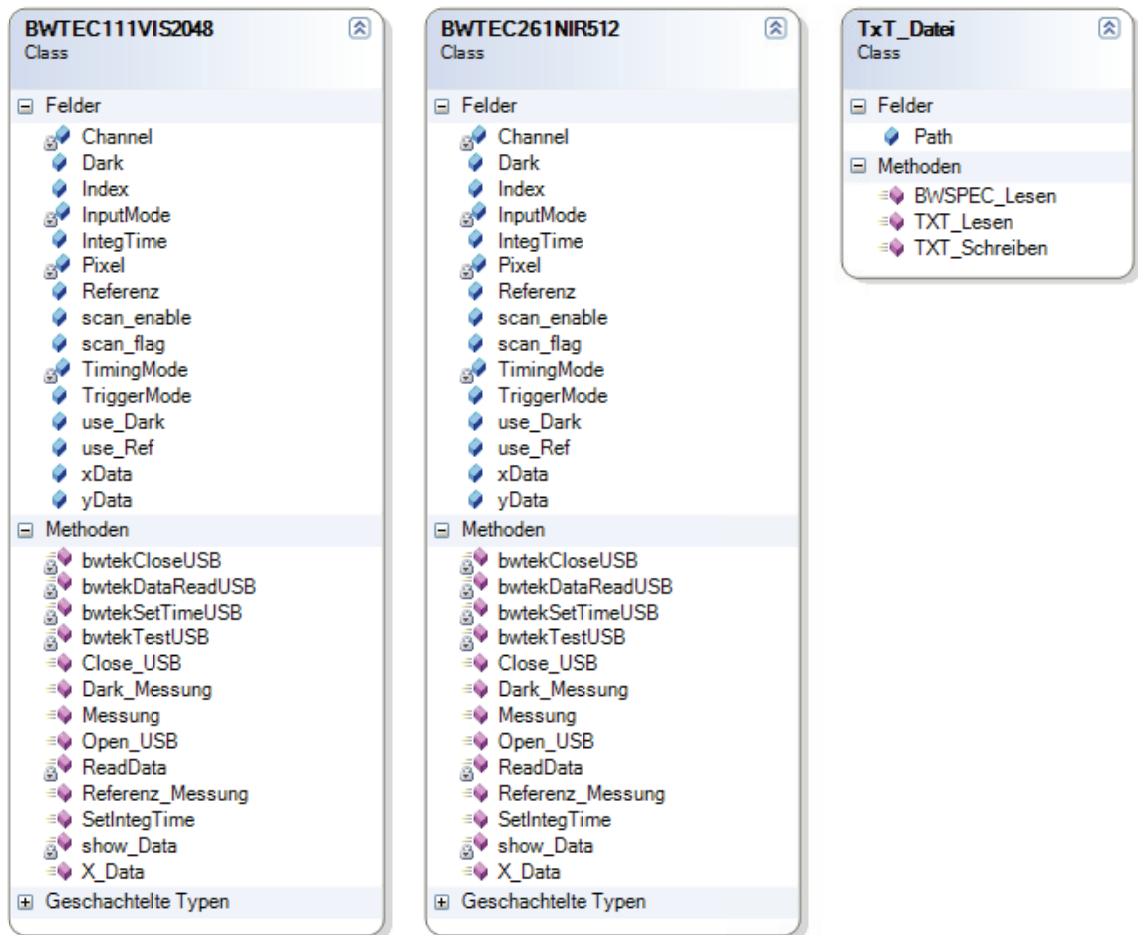 BWTEC111VIS2048
Class
Felder
Channel
Dark
Index
InputMode
IntegTime
Pixel
Referenz
scan_enable
scan_flag
TimingMode
TriggerMode
use_Dark
use_Ref
xData
yData
Methoden
bwtekCloseUSB
bwtekDataReadUSB
bwtekSetTimeUSB
bwtekTestUSB
Close_USB
Dark_Messung
Messung
Open_USB
ReadData
Referenz_Messung
SetIntegTime
show_Data
X_Data
Geschachtelte Typen
BWTEC261NIR512
Class
Felder
Channel
Dark
Index
InputMode
IntegTime
Pixel
Referenz
scan_enable
scan_flag
TimingMode
TriggerMode
use_Dark
use_Ref
xData
yData
Methoden
bwtekCloseUSB
bwtekDataReadUSB
bwtekSetTimeUSB
bwtekTestUSB
Close_USB
Dark_Messung
Messung
Open_USB
ReadData
Referenz_Messung
SetIntegTime
show_Data
X_Data
Geschachtelte Typen
TxT_Datei
Class
Felder
Path
Methoden
BWSPEC_Lesen
TXT_Lesen
TXT_Schreiben